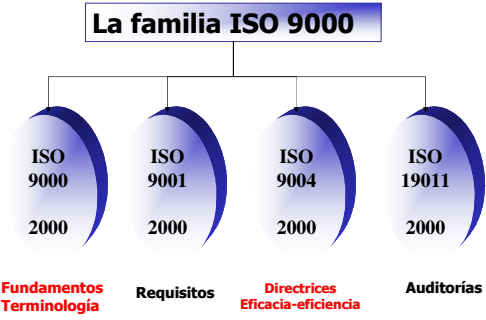 La familia ISO 9000
ISO
9000
2000
ISO
9001
2000
ISO
9004
2000
ISO
19011
2000
Fundamentos
Terminología
Requisitos
Directrices
Eficacia-eficiencia
Auditorías